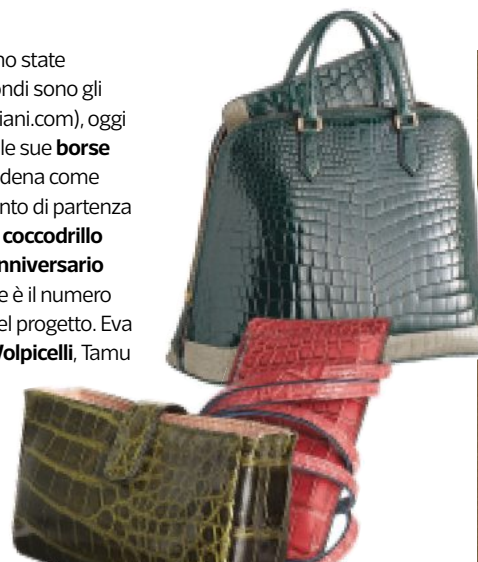 no state
ndi sono gli
iani.com), oggi
le sue borse
dena come
nto di partenza
coccodrillo
nniversario
e è il numero
el progetto. Eva
Volpicelli, Tamu